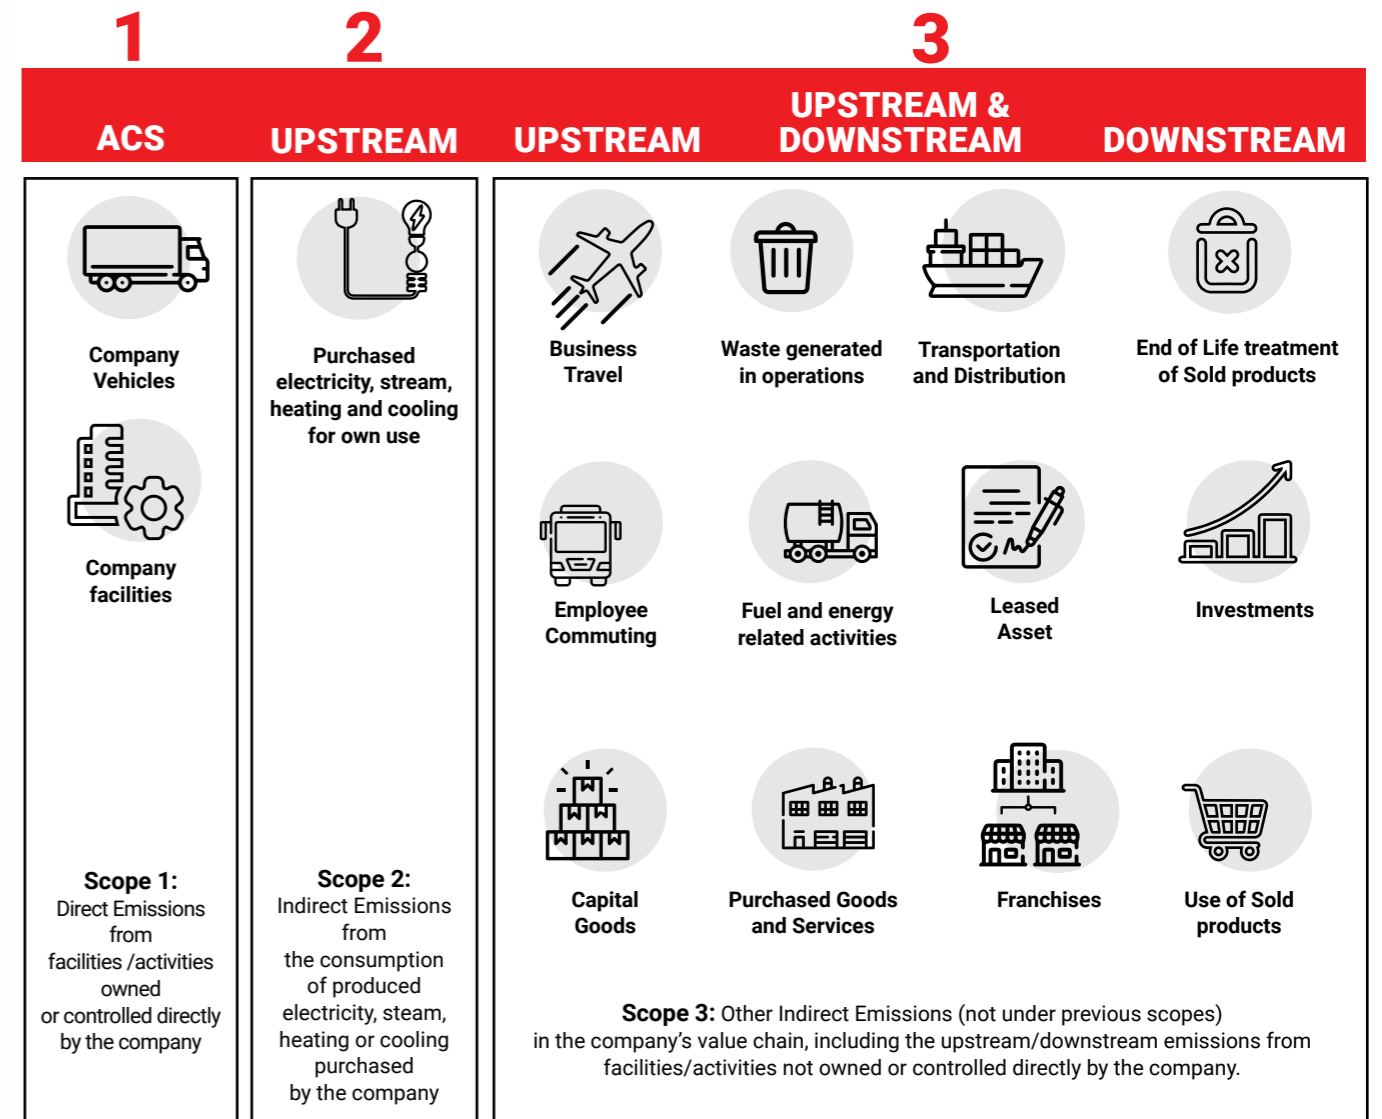 1
2
3
ACS
UPSTREAM
UPSTREAM
UPSTREAM &
DOWNSTREAM
DOWNSTREAM
Company
Vehicles
Company
facilities
Scope 1:
Direct Emissions
from
facilities /activities
owned
or controlled directly
by the company
Purchased
electricity, stream,
heating and cooling
for own use
Scope 2:
Indirect Emissions
from
the consumption
of produced
electricity, steam,
heating or cooling
purchased
by the company
Business
Travel
Waste generated
in operations
Transportation
and Distribution
End of Life treatment
of Sold products
Employee
Commuting
Fuel and energy
related activities
Leased
Asset
Investments
Capital
Goods
Purchased Goods
and Services
Franchises
Use of Sold
products
Scope 3: Other Indirect Emissions (not under previous scopes)
in the company's value chain, including the upstream/downstream emissions from
facilities/activities not owned or controlled directly by the company.